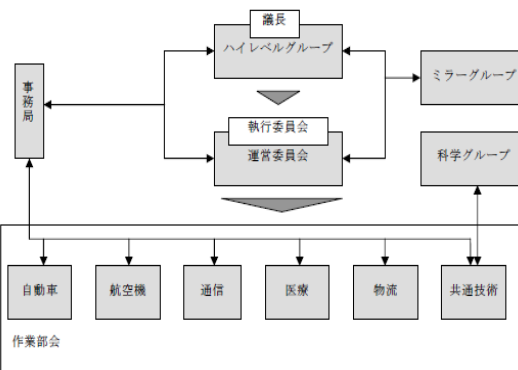 議長
ハイレベルグループ
事務局
ミラーグループ
執行委員会
運営委員会
科学グループ
自動車
航空機
通信
医療
物流
共通技術
作業部会